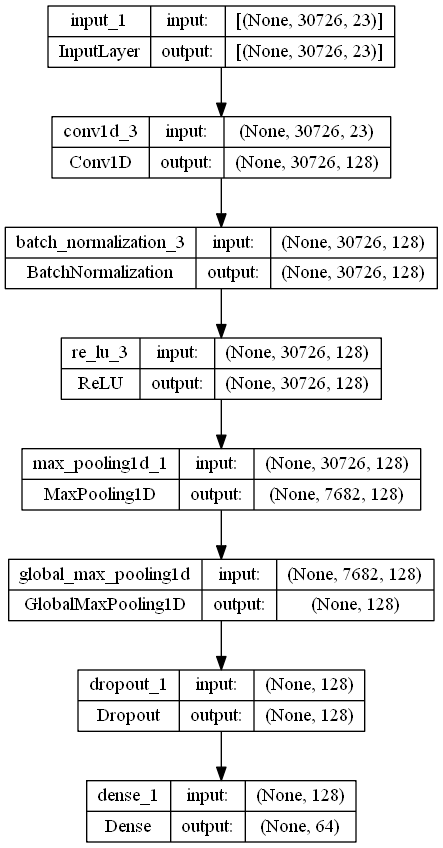 input_1 input: [(None, 30726, 23)]
InputLayer output: [(None, 30726, 23)]
conv1d_3 input: (None, 30726, 23)
Conv1D output: (None, 30726, 128)
batch_normalization_3 input: (None, 30726, 128)
BatchNormalization output: (None, 30726, 128)
re_lu_3 input: (None, 30726, 128)
ReLU output: (None, 30726, 128)
max_pooling1d_1 input: (None, 30726, 128)
MaxPooling1D output: (None, 7682, 128)
global_max_pooling1d input: (None, 7682, 128)
GlobalMaxPooling1D output: (None, 128)
dropout_1 input: (None, 128)
Dropout output: (None, 128)
dense_1 input: (None, 128)
Dense output: (None, 64)